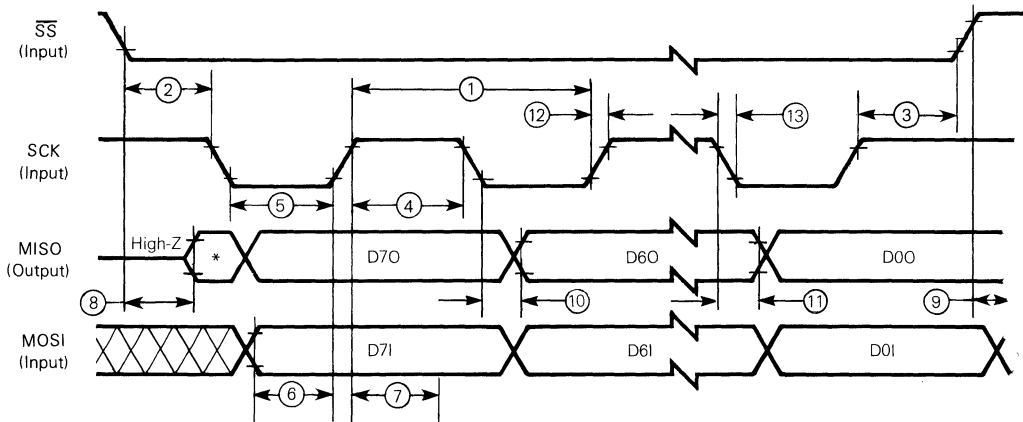 SS
(Input)
2
1
12
13
3
SCK
(Input)
5
4
MISO
(Output)
High-Z
*
D7O
D6O
D0O
8
10
11
9
MOSI
(Input)
D7I
D6I
D0I
6
7